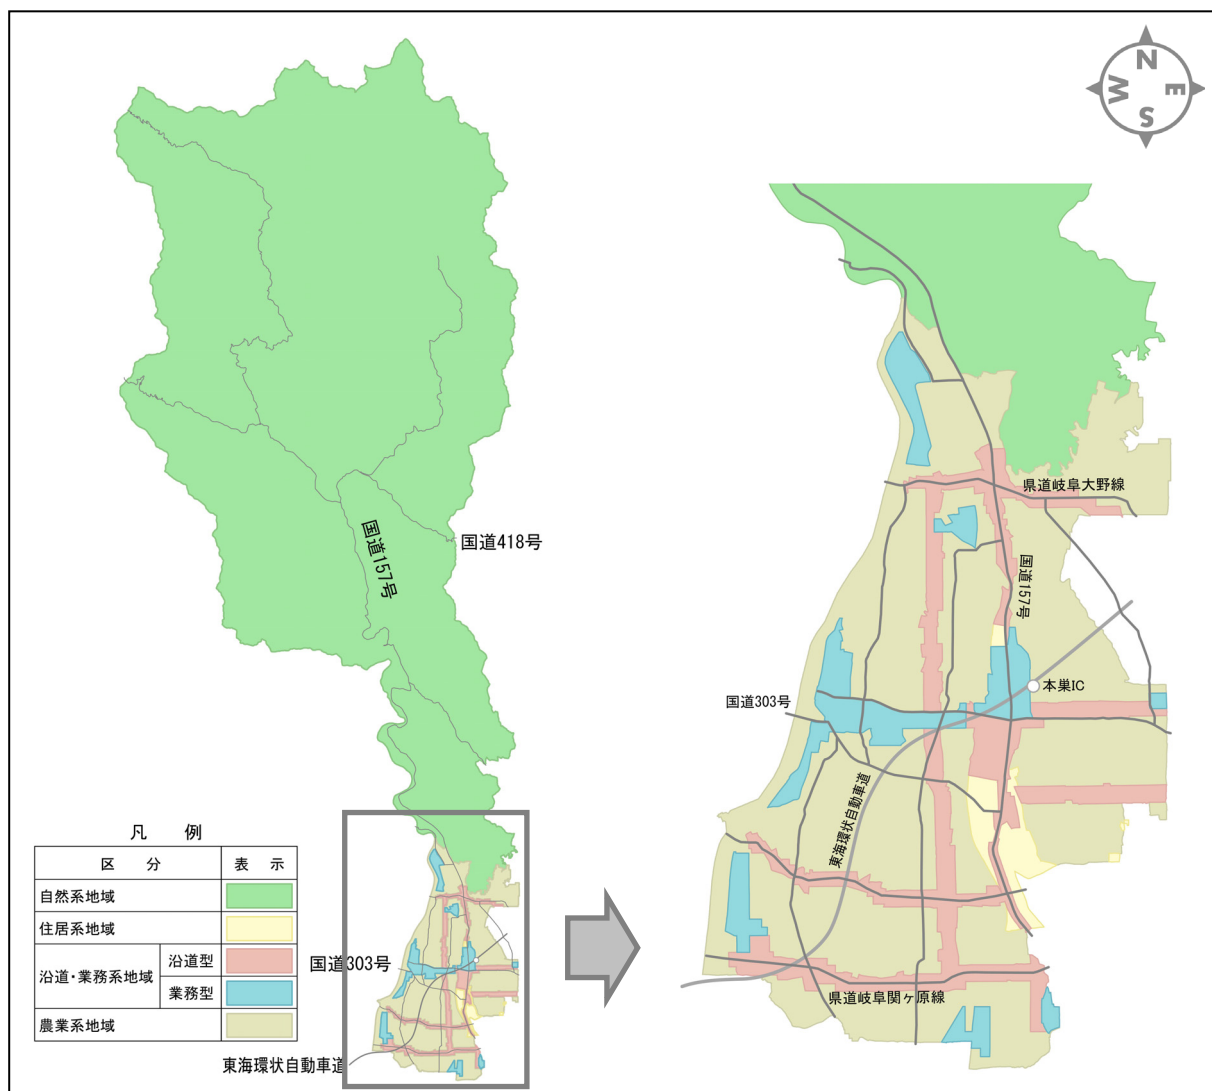 N
W
E
S
国道418号
国道157号
県道岐阜大野線
国道157号
本巣IC
国道303号
東海環状自動車道
県道岐阜関ヶ原線
凡 例
区 分
表 示
自然系地域
住居系地域
沿道・業務系地域
沿道型
業務型
農業系地域
国道303号
東海環状自動車道